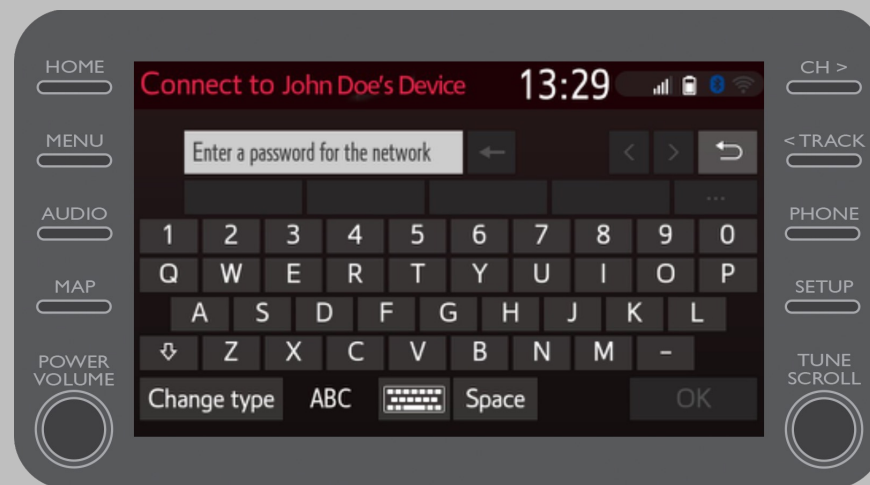 HOME
MENU
AUDIO
MAP
POWER
VOLUME
Connect to John Doe's Device 13:29
Enter a password for the network
...
1 2 3 4 5 6 7 8 9 0
Q W E R T Y U I O P
A S D F G H J K L
Z X C V B N M –
Change type ABC Space OK
CH >
< TRACK
PHONE
SETUP
TUNE
SCROLL